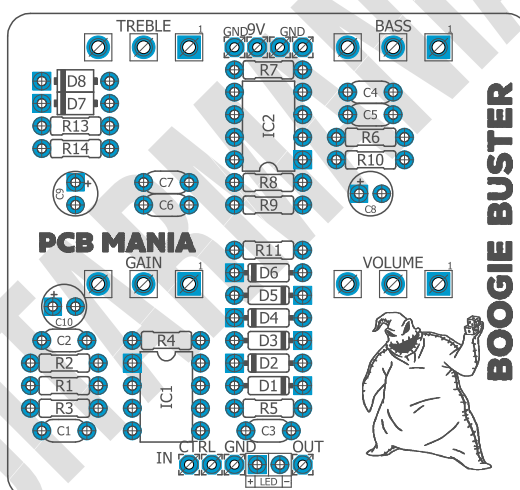 TREBLE 1
GND 9V GND
BASS 1
D8
D7
R13
R14
R7
IC2
C4
C5
R6
R10
C9 +
C7
C6
R8
R9
+ C8
PCB MANIA
BOOGIE BUSTER
GAIN 1
R11
D6
D5
D4
D3
D2
D1
R5
C3
VOLUME 1
+ C10
C2
R2
R1
R3
C1
R4
IC1
IN CTRL GND OUT
+ LED −